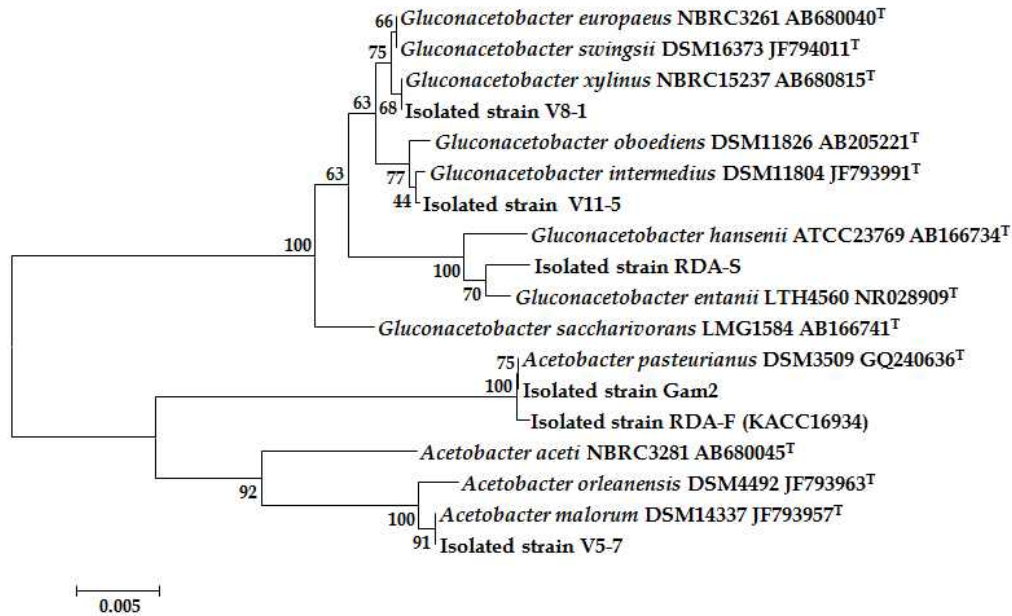 66 Gluconacetobacter europaeus NBRC3261 AB680040T
75 Gluconacetobacter swingsii DSM16373 JF794011T
Gluconacetobacter xylinus NBRC15237 AB680815T
63 68 Isolated strain V8-1
Gluconacetobacter oboediens DSM11826 AB205221T
63 77 Gluconacetobacter intermedius DSM11804 JF793991T
44 Isolated strain V11-5
Gluconacetobacter hansenii ATCC23769 AB166734T
100 100 Isolated strain RDA-S
70 Gluconacetobacter entanii LTH4560 NR028909T
Gluconacetobacter saccharivorans LMG1584 AB166741T
75 Acetobacter pasteurianus DSM3509 GQ240636T
100 Isolated strain Gam2
Isolated strain RDA-F (KACC16934)
Acetobacter aceti NBRC3281 AB680045T
92 Acetobacter orleanensis DSM4492 JF793963T
100 Acetobacter malorum DSM14337 JF793957T
91 Isolated strain V5-7
0.005